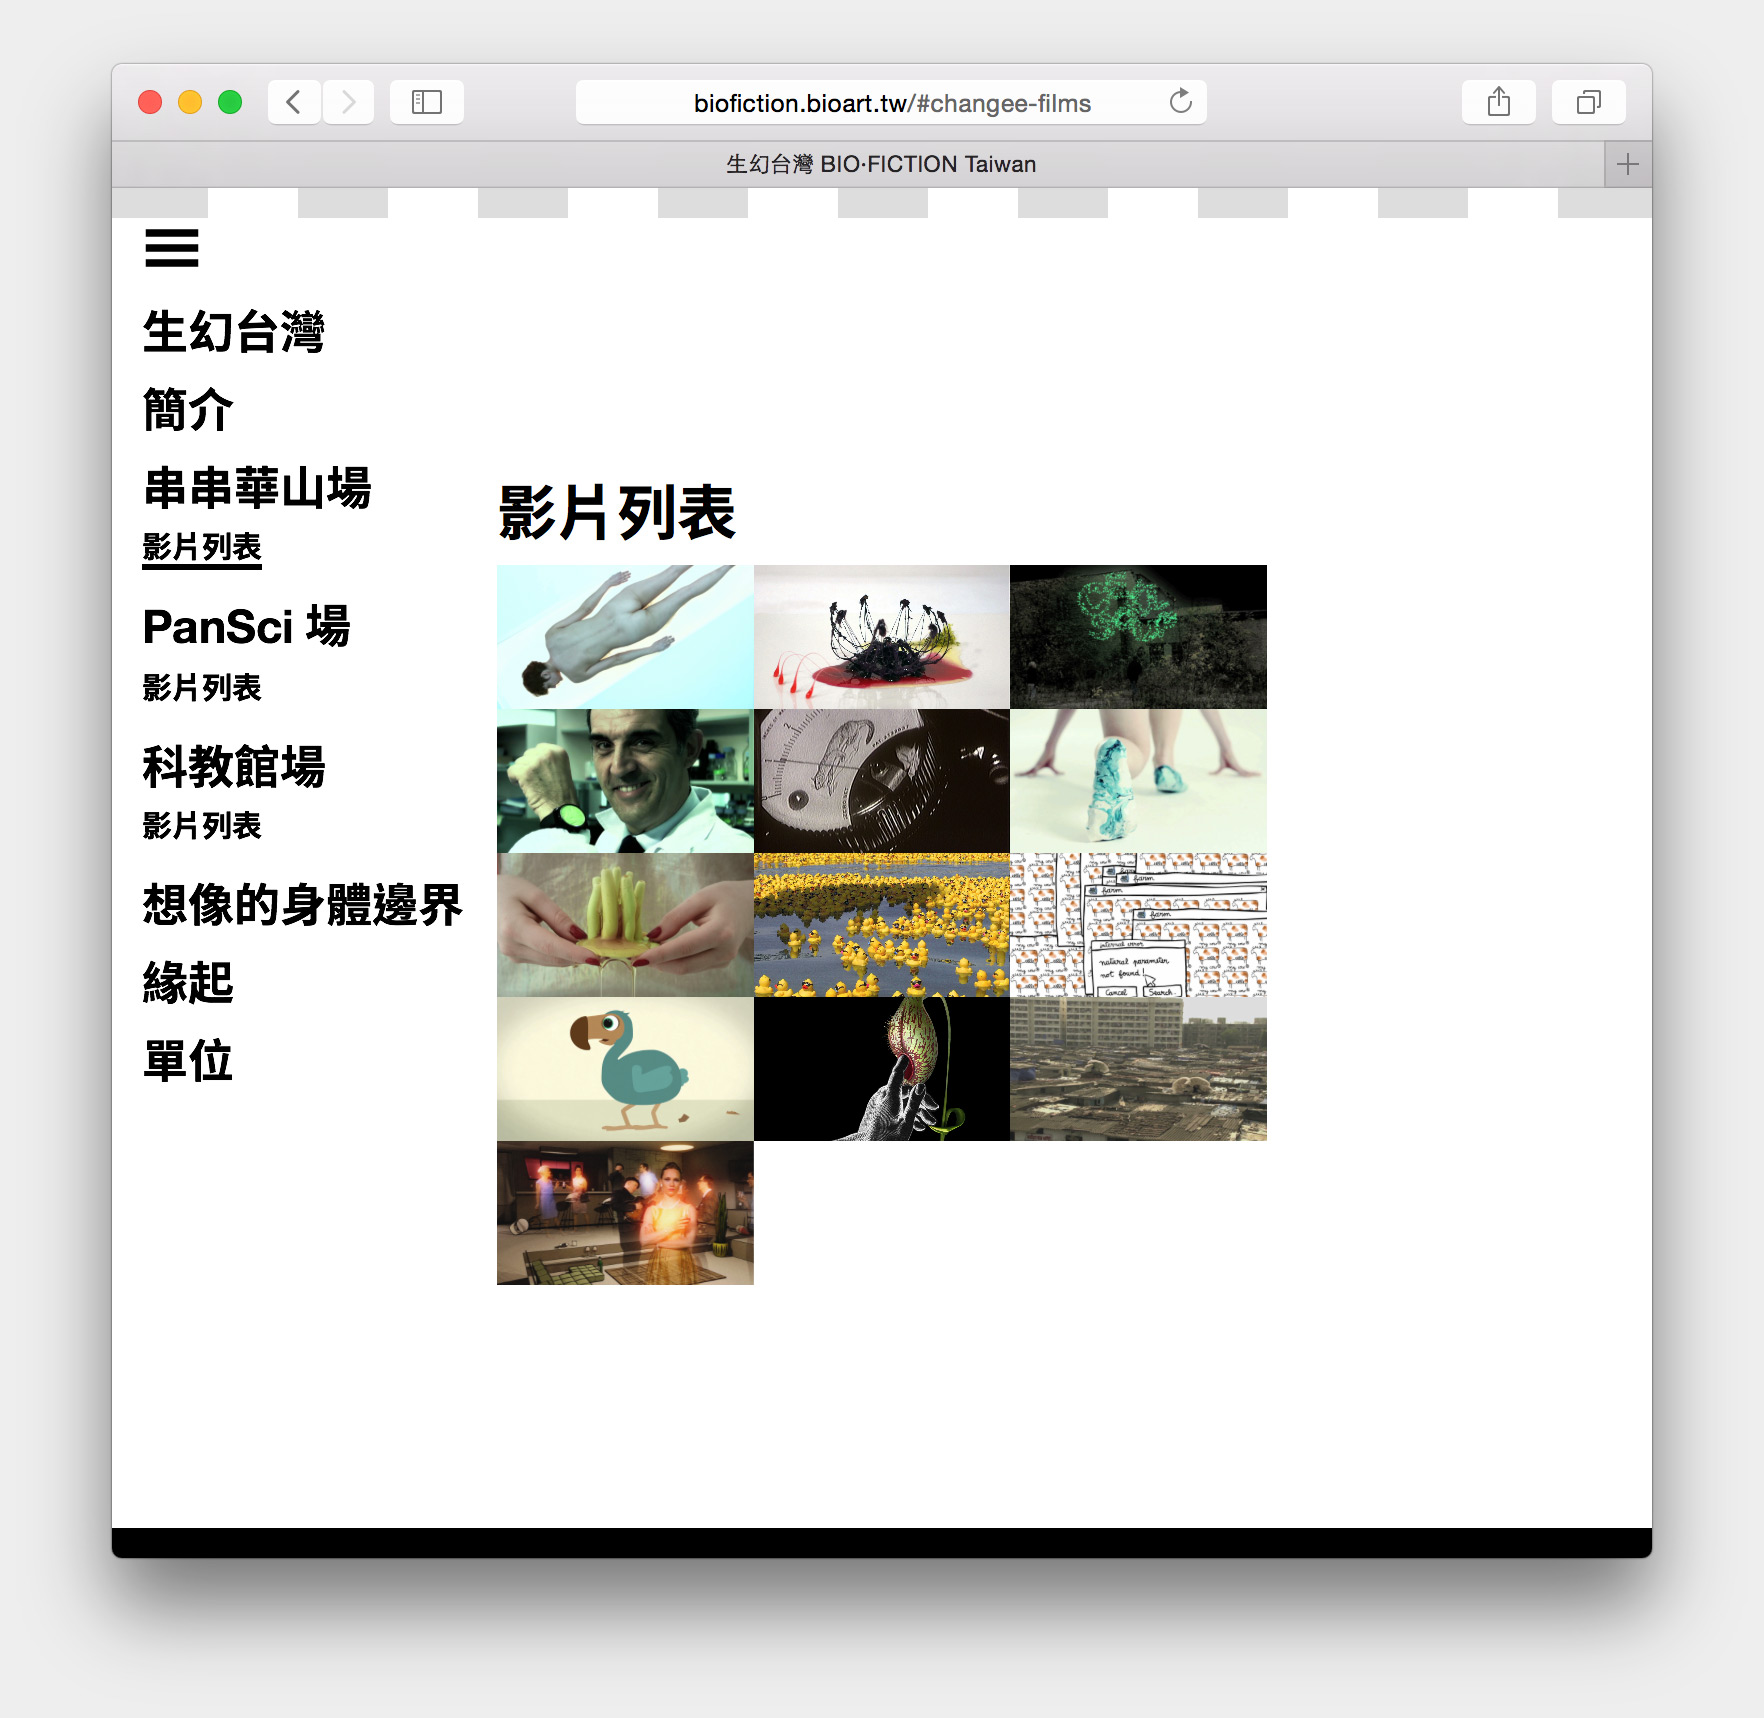 biofiction.bioart.tw/#changee-films
生幻台灣 BIO·FICTION Taiwan
生幻台灣
簡介
串串華山場
影片列表
PanSci 場
影片列表
科教館場
影片列表
想像的身體邊界
緣起
單位
影片列表
farm
farm
farm
internal error
natural parameter
not found!
Cancel
Search